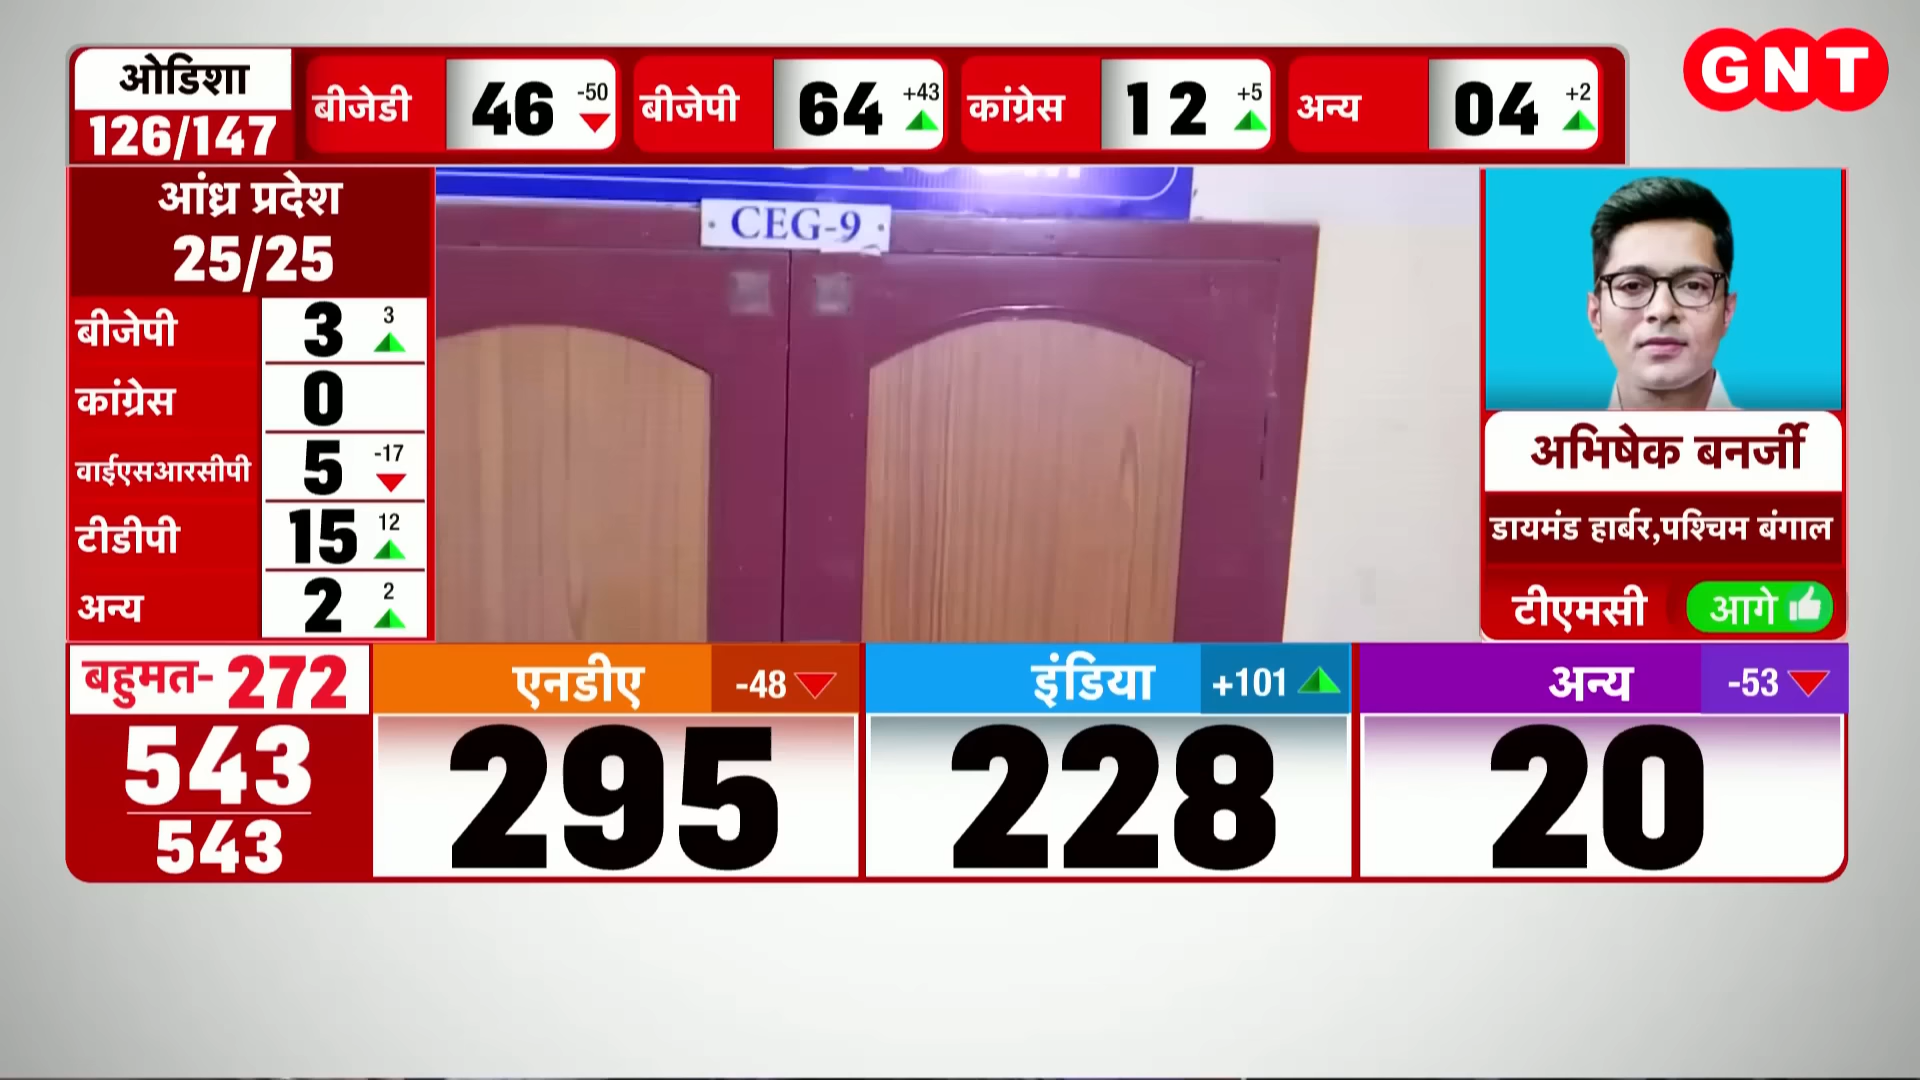 ओडिशा
126/147
बीजेडी 46 -50
बीजेपी 64 +43
कांग्रेस 12 +5
अन्य 04 +2
GNT
आंध्र प्रदेश
25/25
बीजेपी 3 3
कांग्रेस 0
वाईएसआरसीपी 5 -17
टीडीपी 15 12
अन्य 2 2
CEG-9
अभिषेक बनर्जी
डायमंड हार्बर,पश्चिम बंगाल
टीएमसी आगे
बहुमत- 272
543
543
एनडीए -48
295
इंडिया +101
228
अन्य -53
20